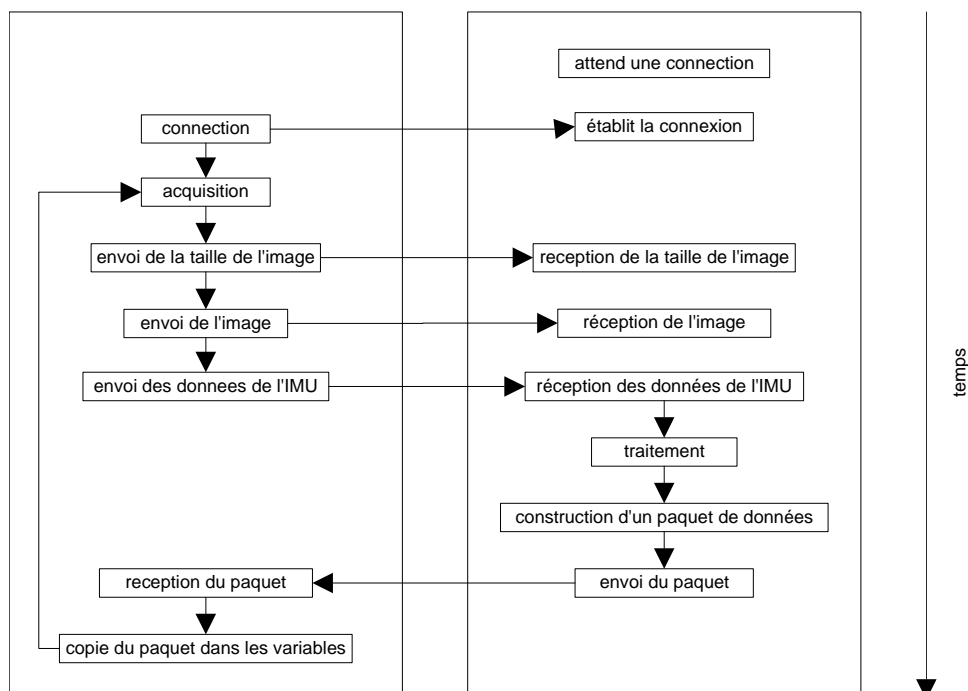 attend une connection
connection
établit la connexion
acquisition
envoi de la taille de l'image
reception de la taille de l'image
envoi de l'image
réception de l'image
envoi des donnees de l'IMU
réception des données de l'IMU
temps
traitement
construction d'un paquet de données
reception du paquet
envoi du paquet
copie du paquet dans les variables